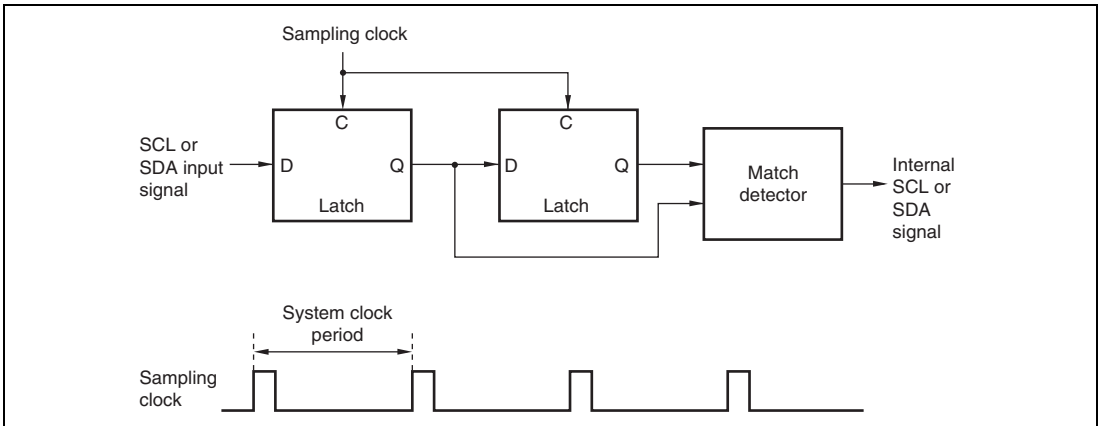 Sampling clock
C
C
SCL or
SDA input
signal
D
Q
D
Q
Latch
Latch
Match
detector
Internal
SCL or
SDA
signal
System clock
period
Sampling
clock